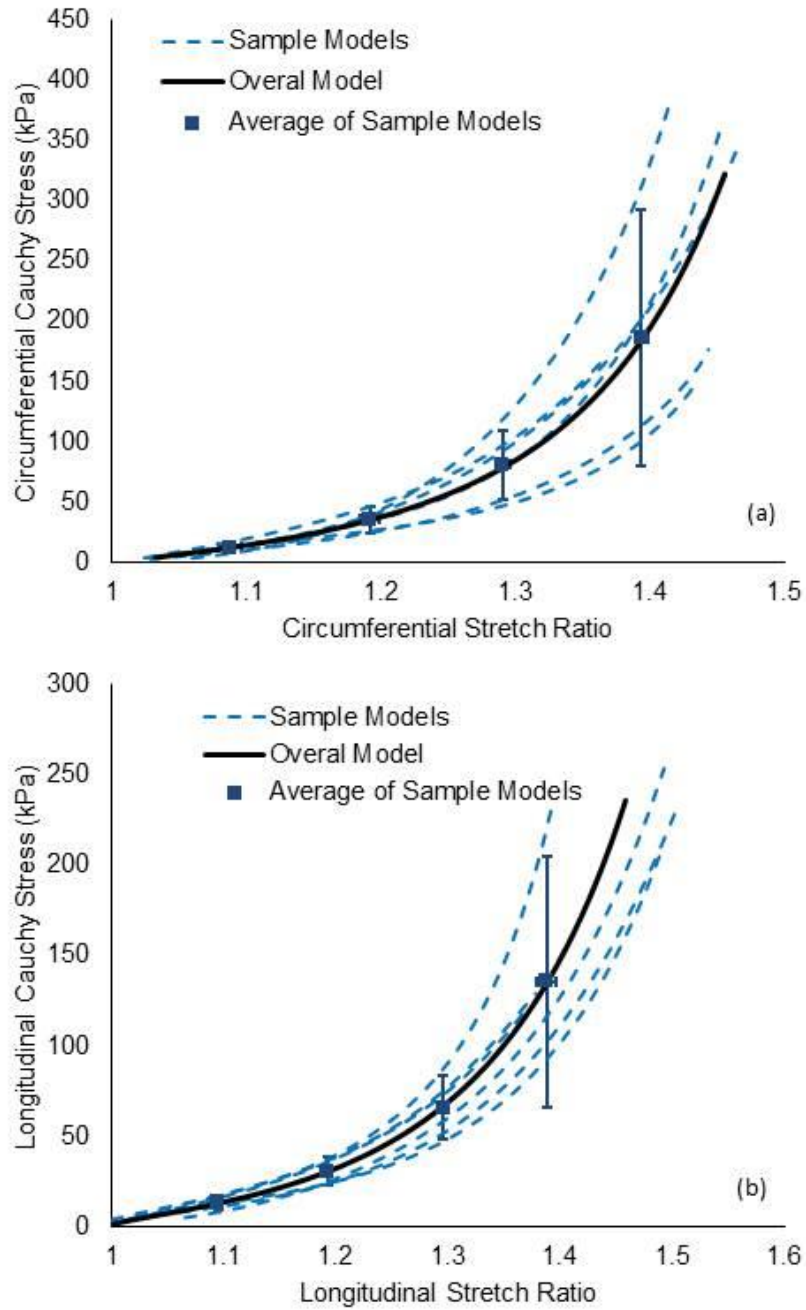 Circumferential Cauchy Stress (kPa)
450
400
350
300
250
200
150
100
50
0
Sample Models
Overal Model
Average of Sample Models
(a)
1 1.1 1.2 1.3 1.4 1.5
Circumferential Stretch Ratio
Longitudinal Cauchy Stress (kPa)
300
250
200
150
100
50
0
Sample Models
Overal Model
Average of Sample Models
(b)
1 1.1 1.2 1.3 1.4 1.5 1.6
Longitudinal Stretch Ratio